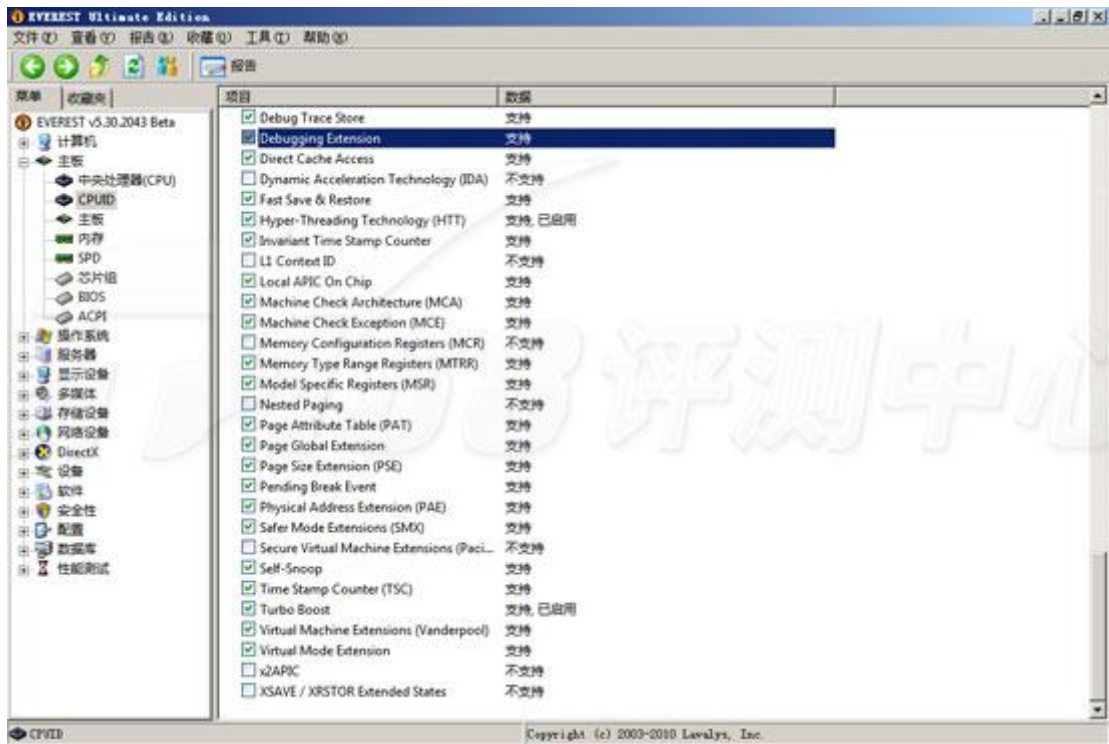 EVEREST Ultimate Edition
文件(F) 查看(V) 报告(R) 收藏(O) 工具(T) 帮助(H)
报告
菜单 收藏夹
项目 数据
EVEREST v5.30.2043 Beta
计算机
主板
中央处理器(CPU)
CPUID
主板
内存
SPD
芯片组
BIOS
ACPI
操作系统
服务器
显示设备
多媒体
存储设备
网络设备
DirectX
设备
软件
安全性
配置
数据库
性能测试
Debug Trace Store 支持
Debugging Extension 支持
Direct Cache Access 支持
Dynamic Acceleration Technology (IDA) 不支持
Fast Save & Restore 支持
Hyper-Threading Technology (HTT) 支持, 已启用
Invariant Time Stamp Counter 支持
L1 Context ID 不支持
Local APIC On Chip 支持
Machine Check Architecture (MCA) 支持
Machine Check Exception (MCE) 支持
Memory Configuration Registers (MCR) 不支持
Memory Type Range Registers (MTRR) 支持
Model Specific Registers (MSR) 支持
Nested Paging 不支持
Page Attribute Table (PAT) 支持
Page Global Extension 支持
Page Size Extension (PSE) 支持
Pending Break Event 支持
Physical Address Extension (PAE) 支持
Safer Mode Extensions (SMX) 支持
Secure Virtual Machine Extensions (Paci... 不支持
Self-Snoop 支持
Time Stamp Counter (TSC) 支持
Turbo Boost 支持, 已启用
Virtual Machine Extensions (Vanderpool) 支持
Virtual Mode Extension 支持
x2APIC 不支持
XSAVE / XRSTOR Extended States 不支持
评测中心
CPUID
Copyright (c) 2003-2010 Lavalys, Inc.